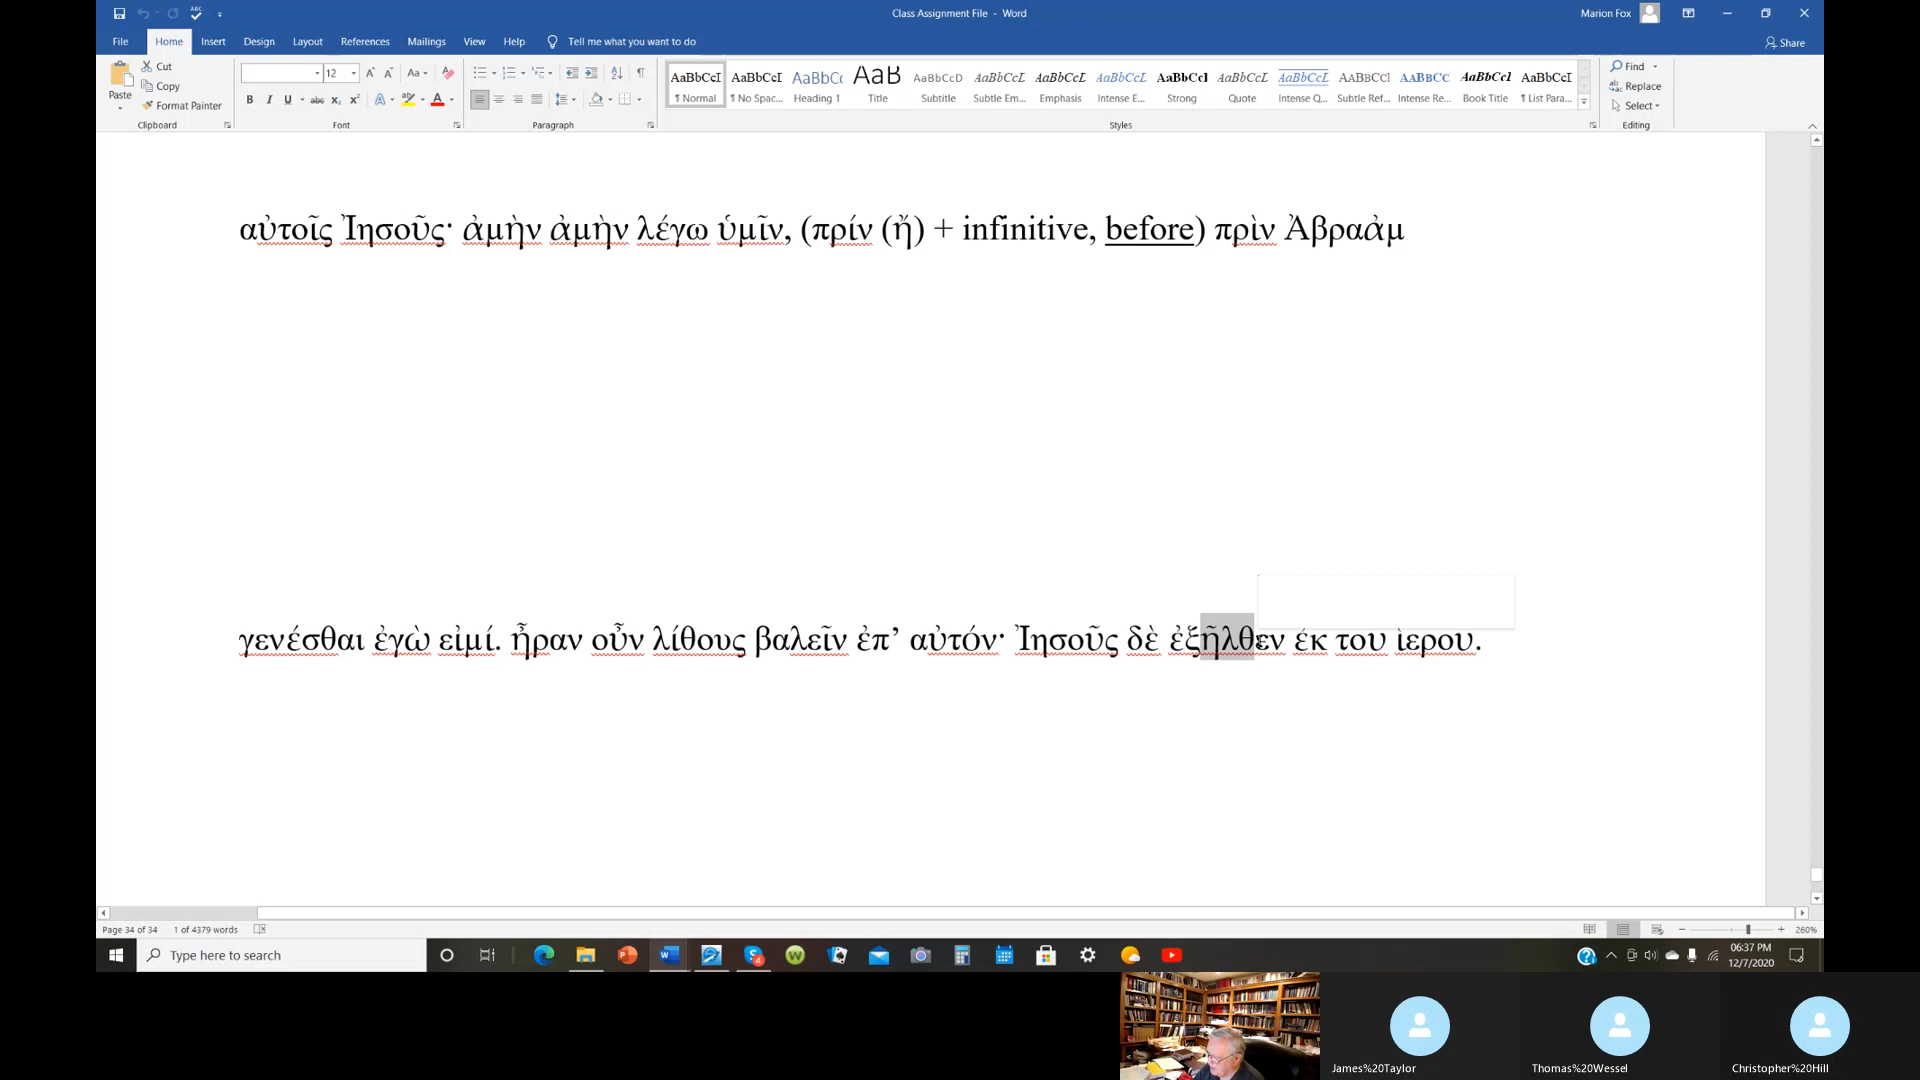 Class Assignment File - Word
Marion Fox
File Home Insert Design Layout References Mailings View Help Tell me what you want to do
Share
Paste
Cut
Copy
Format Painter
Clipboard
12
Font
Paragraph
AaBbCcI AaBbCcI AaBbCc AaB AaBbCcD AaBbCcL AaBbCcL AaBbCcL AaBbCcI AaBbCcL AaBbCcL AABBCCI AABBCC AaBbCcI AaBbCcI
¶ Normal ¶ No Spac... Heading 1 Title Subtitle Subtle Em... Emphasis Intense E... Strong Quote Intense Q... Subtle Ref... Intense Re... Book Title ¶ List Para...
Styles
Find
Replace
Select
Editing
αὐτοῖς Ἰησοῦς· ἀμὴν ἀμὴν λέγω ὑμῖν, (πρίν (ἤ) + infinitive, before) πρὶν Ἀβραὰμ
γενέσθαι ἐγὼ εἰμί. ἦραν οὖν λίθους βαλεῖν ἐπ’ αὐτόν· Ἰησοῦς δὲ ἐξῆλθεν ἐκ του ἱερου.
Page 34 of 34 1 of 4379 words
260%
Type here to search
06:37 PM
12/7/2020
James%20Taylor Thomas%20Wessel Christopher%20Hill